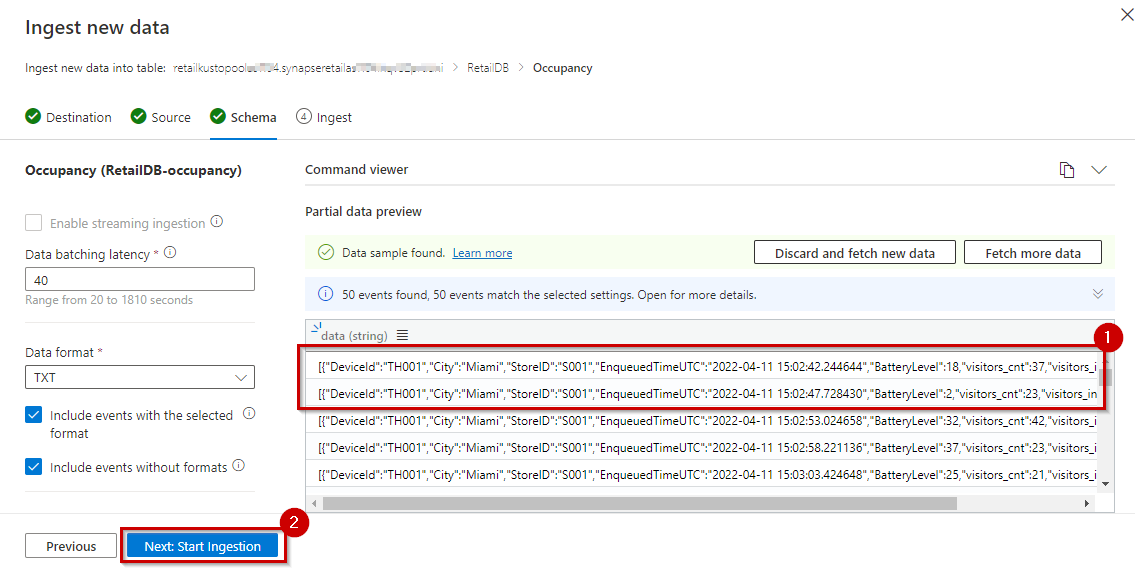 Ingest new data
Ingest new data into table: RetailDB > Occupancy
Destination Source Schema 4 Ingest
Occupancy (RetailDB-occupancy)
Enable streaming ingestion
Data batching latency *
40
Range from 20 to 1810 seconds
Data format *
TXT
Include events with the selected
format
Include events without formats
Command viewer
Partial data preview
Data sample found. Learn more Discard and fetch new data Fetch more data
50 events found, 50 events match the selected settings. Open for more details.
data (string)
1
[{"DeviceId":"TH001","City":"Miami","StoreID":"S001","EnqueuedTimeUTC":"2022-04-11 15:02:42.244644","BatteryLevel":18,"visitors_cnt":37,"visitors_i
[{"DeviceId":"TH001","City":"Miami","StoreID":"S001","EnqueuedTimeUTC":"2022-04-11 15:02:47.728430","BatteryLevel":2,"visitors_cnt":23,"visitors_in
[{"DeviceId":"TH001","City":"Miami","StoreID":"S001","EnqueuedTimeUTC":"2022-04-11 15:02:53.024658","BatteryLevel":32,"visitors_cnt":42,"visitors_i
[{"DeviceId":"TH001","City":"Miami","StoreID":"S001","EnqueuedTimeUTC":"2022-04-11 15:02:58.221136","BatteryLevel":37,"visitors_cnt":23,"visitors_i
[{"DeviceId":"TH001","City":"Miami","StoreID":"S001","EnqueuedTimeUTC":"2022-04-11 15:03:03.424648","BatteryLevel":25,"visitors_cnt":21,"visitors_i
2
Previous Next: Start Ingestion